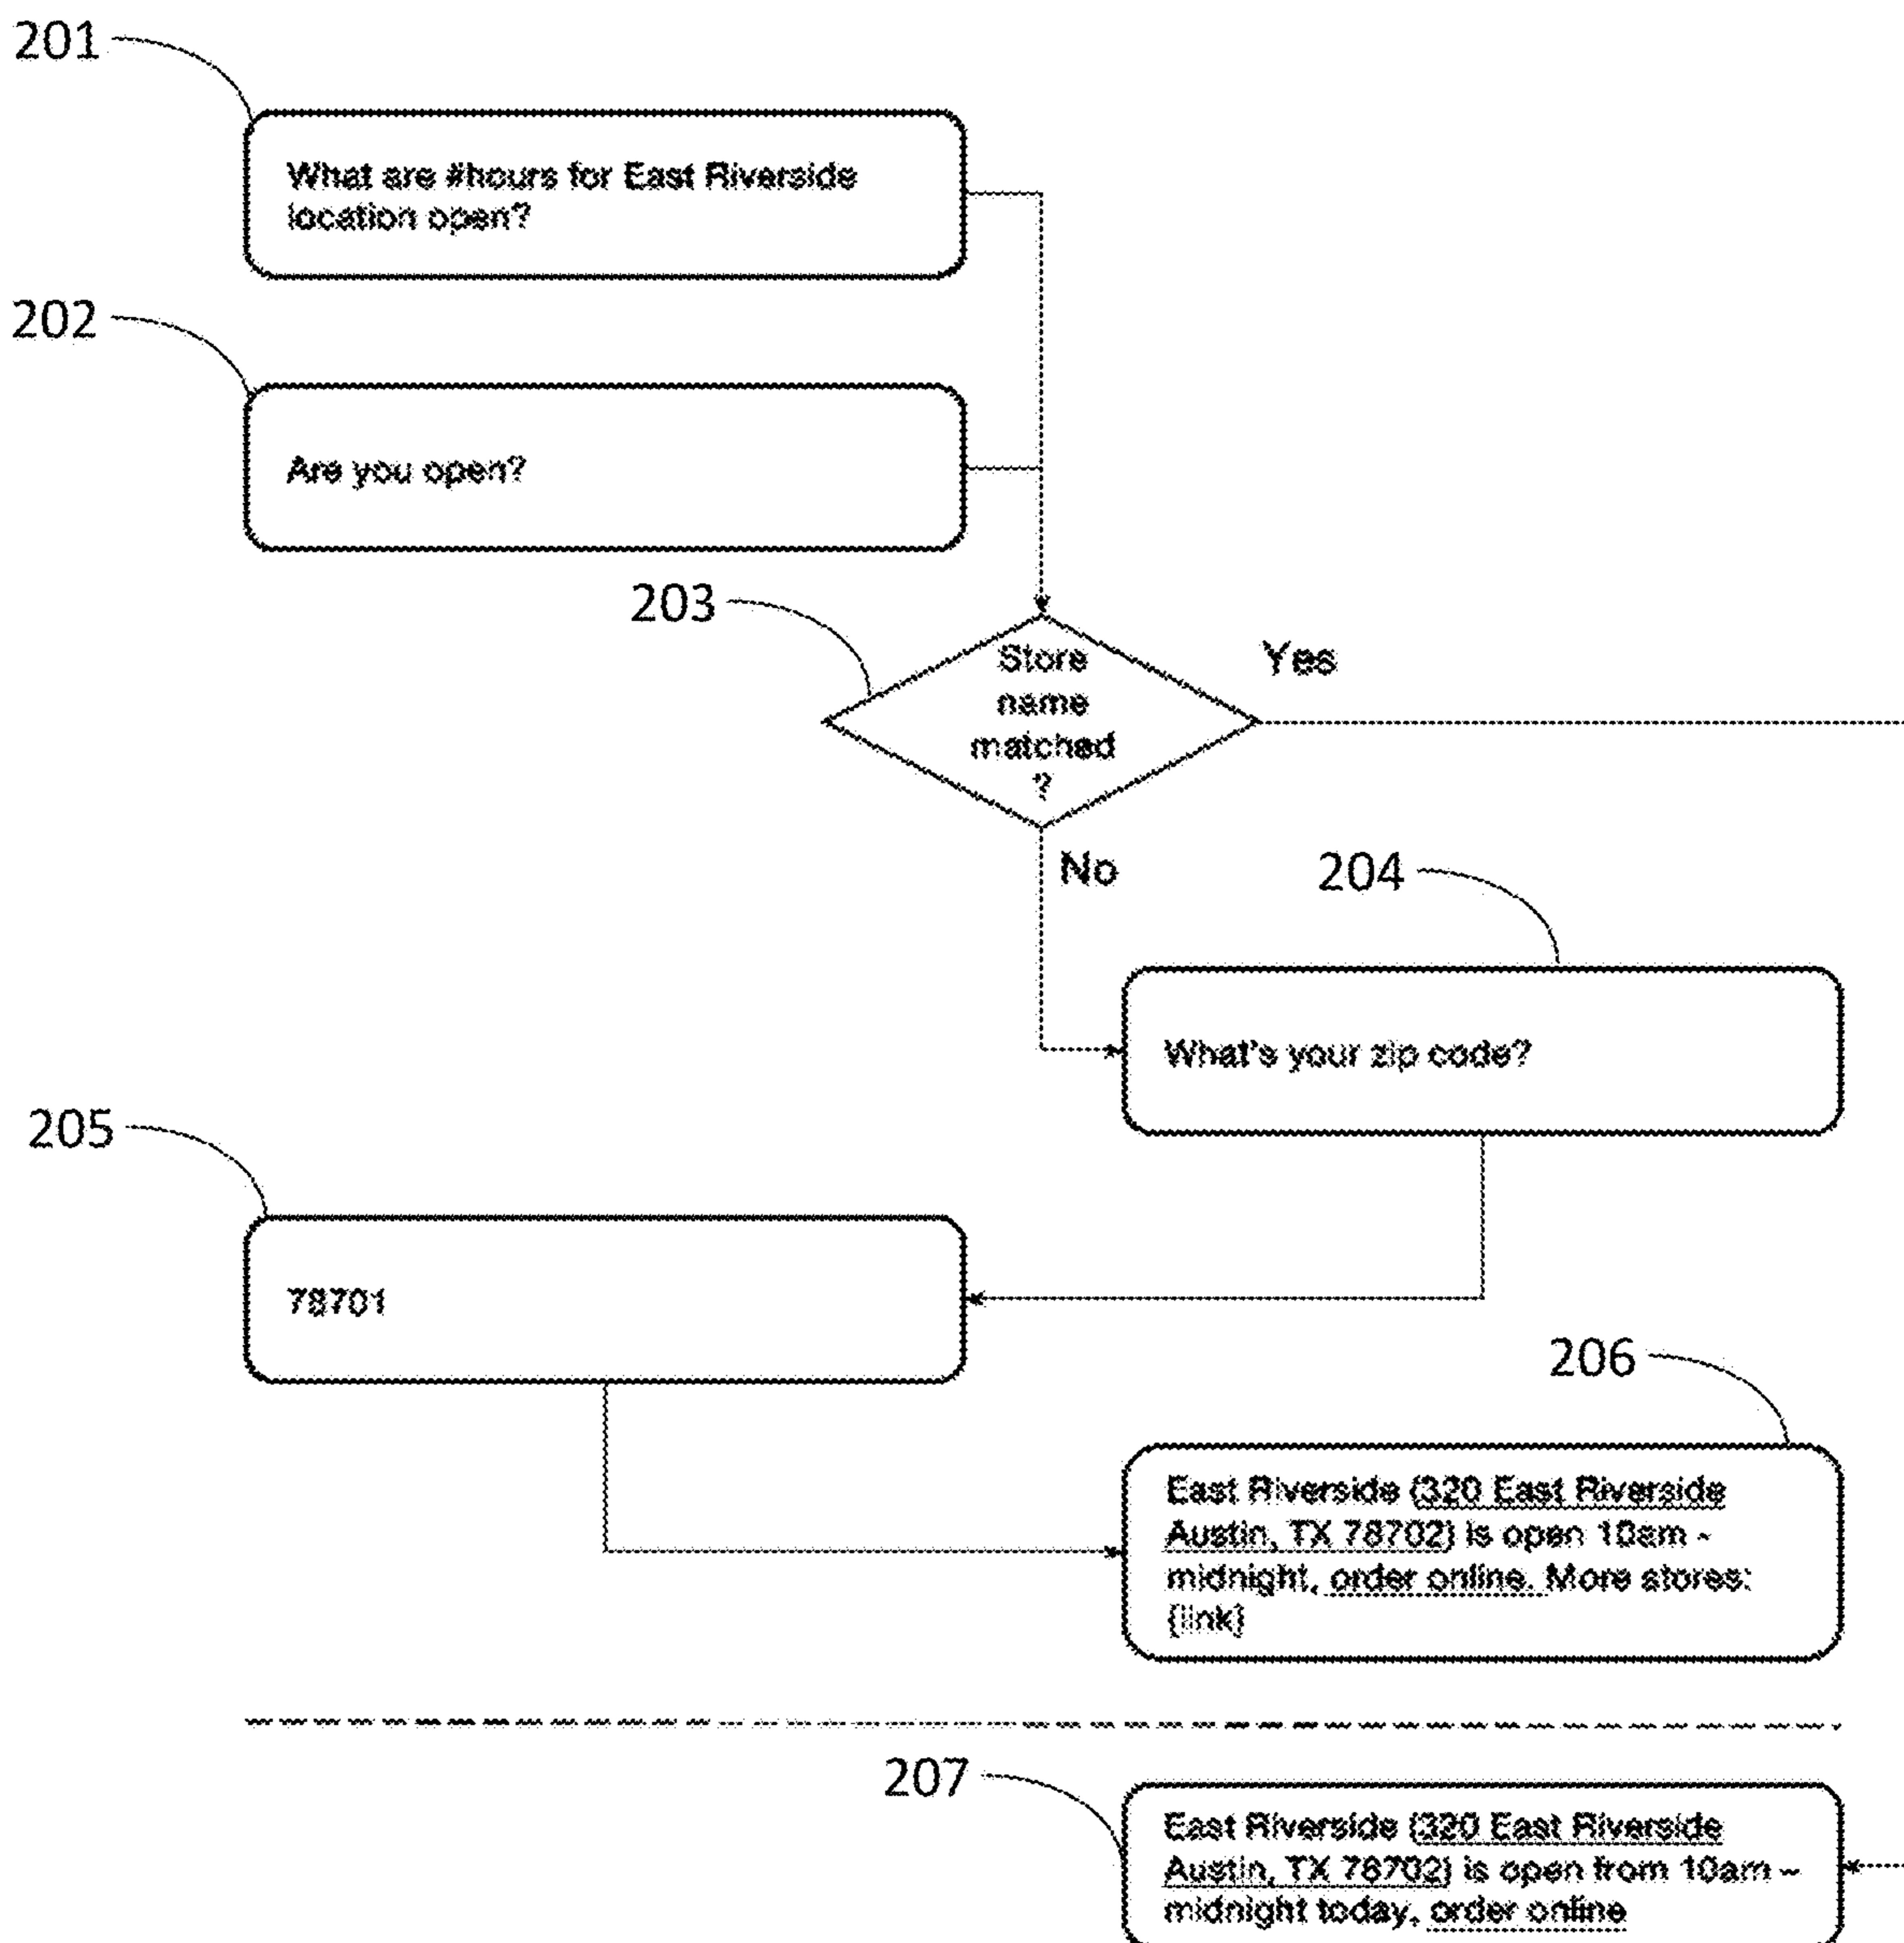 201
What are #hours for East Riverside
location open?
202
Are you open?
203
Store
name
matched
?
Yes
No
204
What's your zip code?
205
78701
206
East Riverside (320 East Riverside
Austin, TX 78702) is open 10am -
midnight, order online. More stores:
{link}
207
East Riverside (320 East Riverside
Austin, TX 78702) is open from 10am –
midnight today, order online